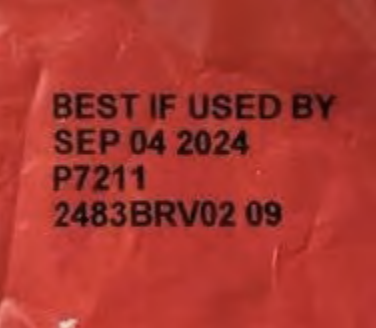 BEST IF USED BY
SEP 04 2024
P7211
2483BRV02 09